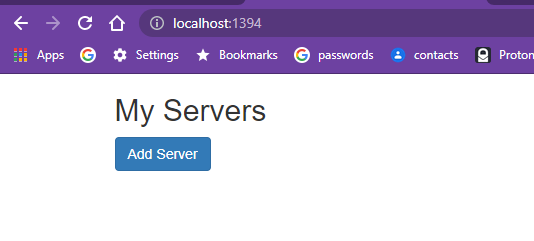 localhost:1394
Apps Settings Bookmarks passwords contacts Proton
My Servers
Add Server